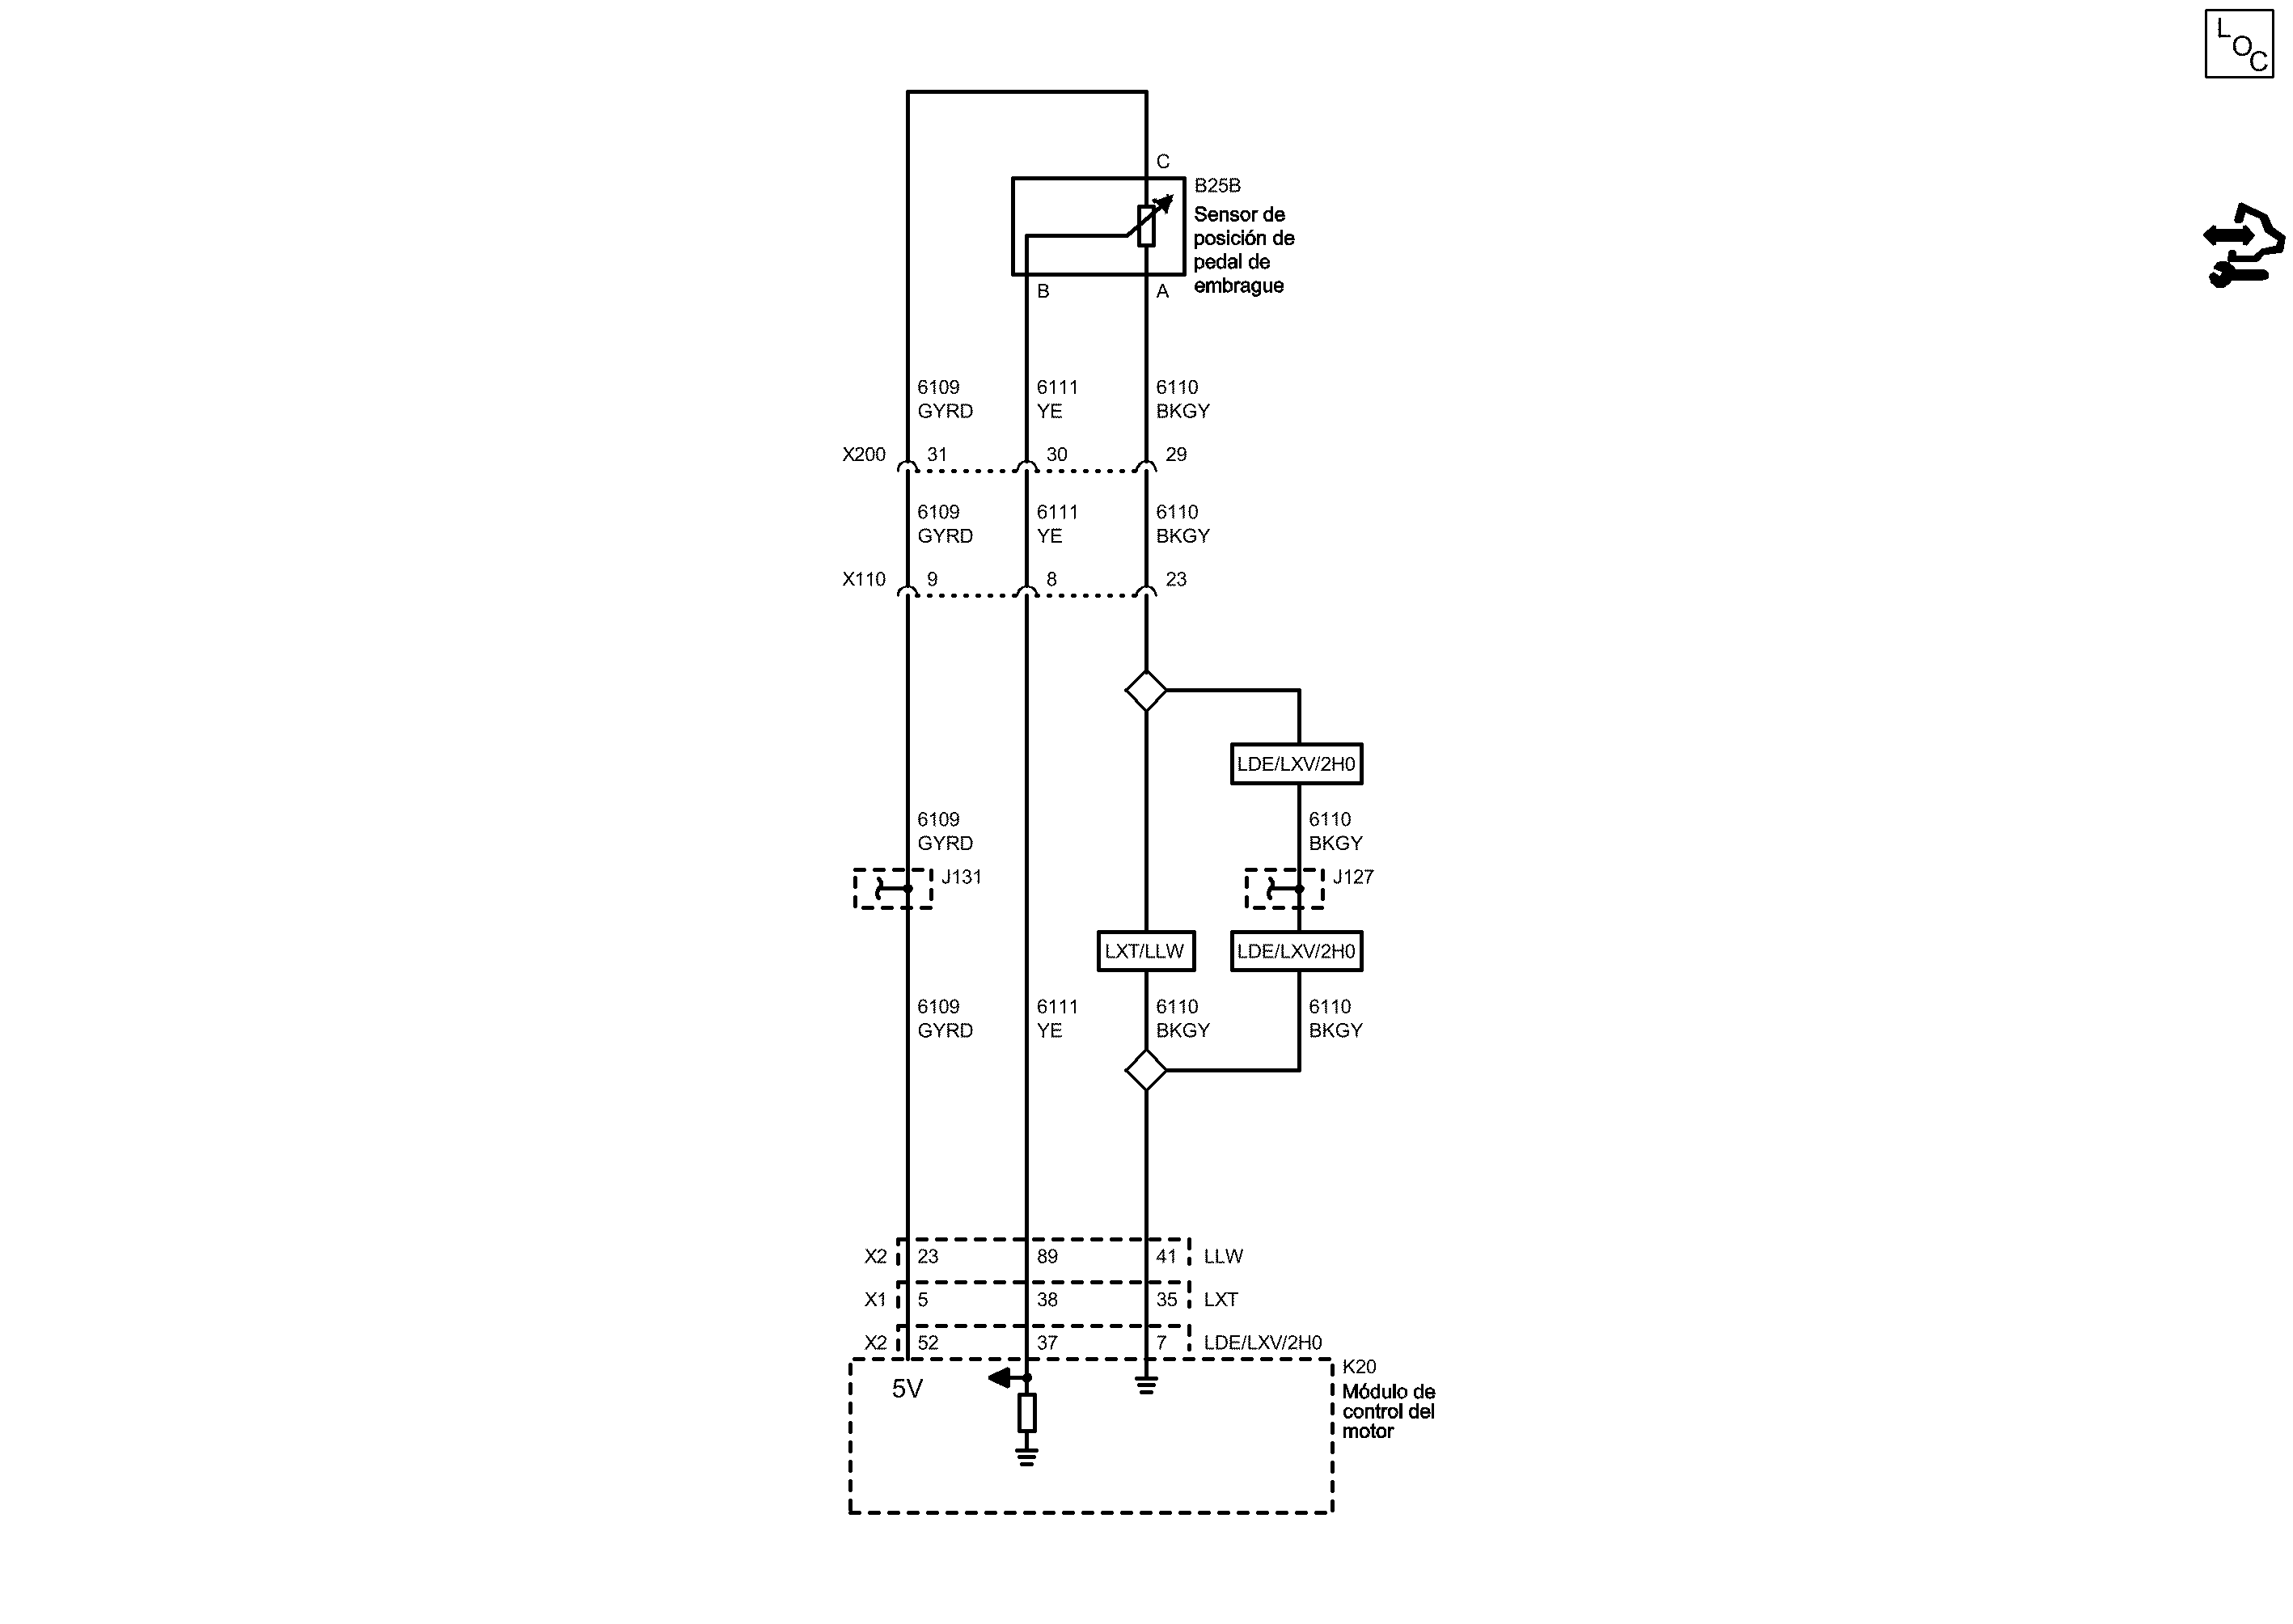 LOC
C
B25B
Sensor de
posición de
pedal de
embrague
B
A
6109
GYRD
6111
YE
6110
BKGY
X200
31
30
29
6109
GYRD
6111
YE
6110
BKGY
X110
9
8
23
LDE/LXV/2H0
6109
GYRD
6110
BKGY
J131
J127
LXT/LLW
LDE/LXV/2H0
6109
GYRD
6111
YE
6110
BKGY
6110
BKGY
X2 23 89 41 LLW
X1 5 38 35 LXT
X2 52 37 7 LDE/LXV/2H0
5V
K20
Módulo de
control del
motor